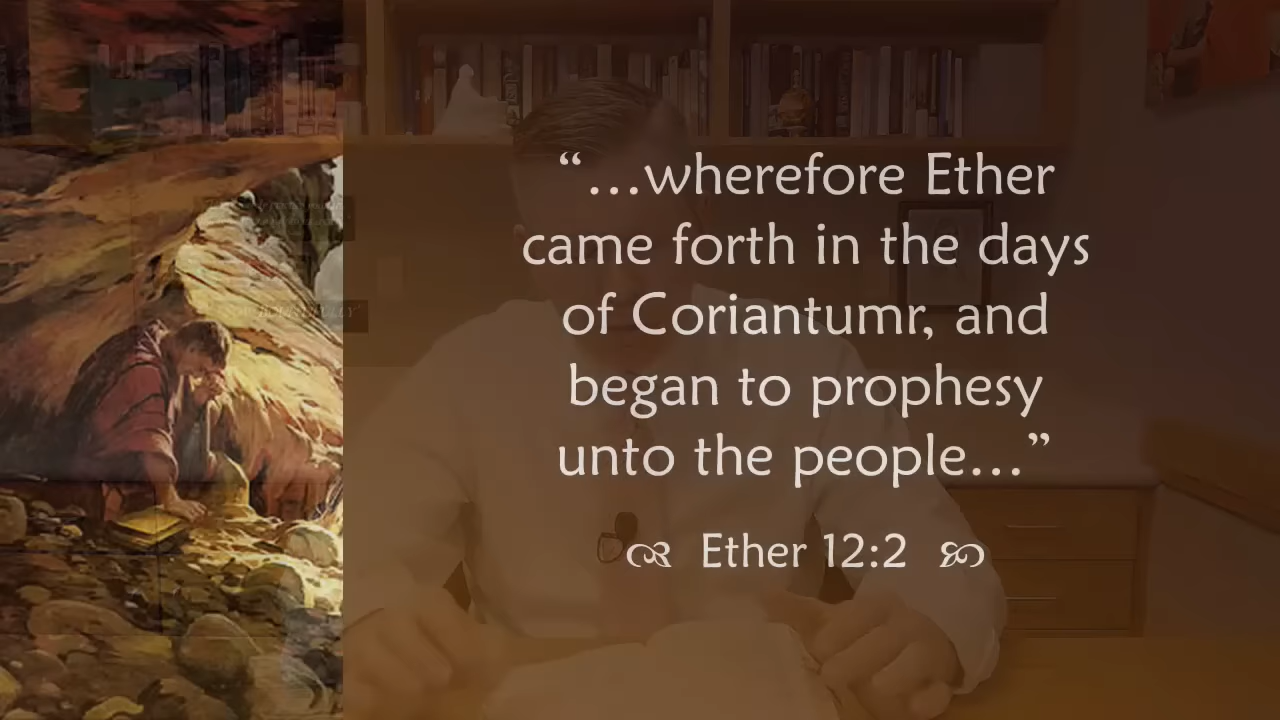 “…wherefore Ether
came forth in the days
of Coriantumr, and
began to prophesy
unto the people…”
Ether 12:2